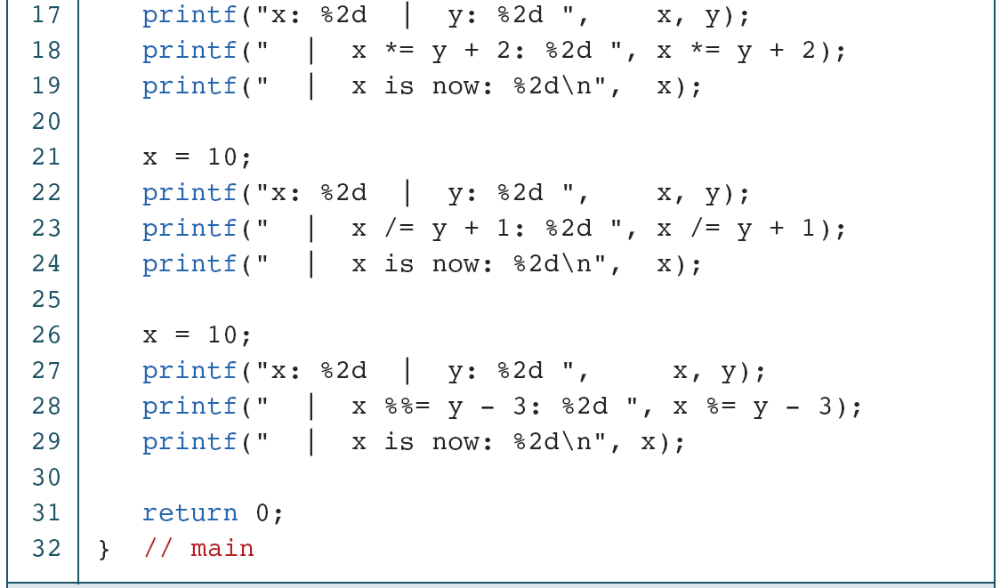 17    printf("x: %2d  |  y: %2d ",    x, y);
18    printf("  |  x *= y + 2: %2d ", x *= y + 2);
19    printf("  |  x is now: %2d\n",  x);
20
21    x = 10;
22    printf("x: %2d  |  y: %2d ",    x, y);
23    printf("  |  x /= y + 1: %2d ", x /= y + 1);
24    printf("  |  x is now: %2d\n",  x);
25
26    x = 10;
27    printf("x: %2d  |  y: %2d ",     x, y);
28    printf("  |  x %%= y - 3: %2d ", x %= y - 3);
29    printf("  |  x is now: %2d\n", x);
30
31    return 0;
32 }  // main